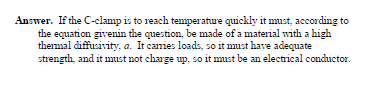 Answer. If the C-clamp is to reach temperature quickly it must, according to
the equation givenin the question, be made of a material with a high
thermal diffusivity, a. It carries loads, so it must have adequate
strength, and it must not charge up, so it must be an electrical conductor.